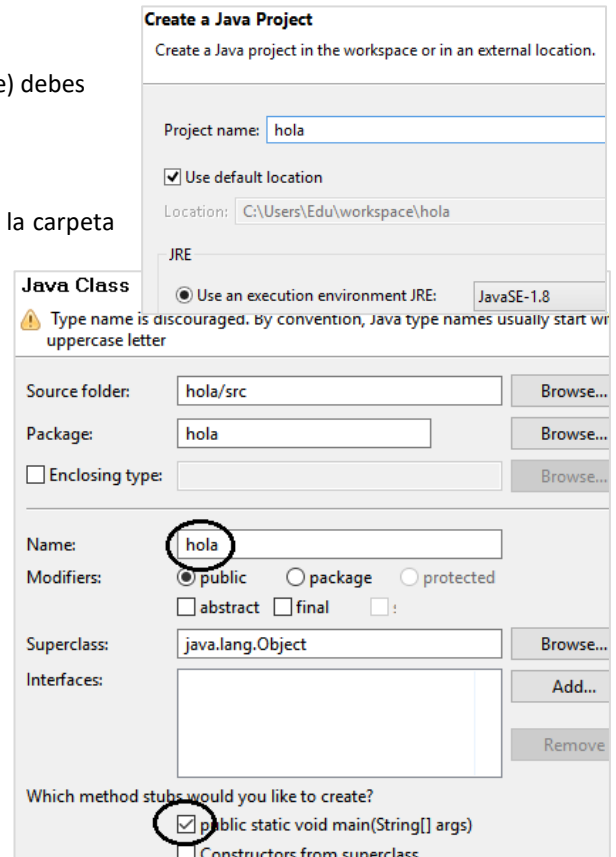 Create a Java Project
Create a Java project in the workspace or in an external location.
e) debes
Project name: hola
Use default location
Location: C:\Users\Edu\workspace\hola
la carpeta
JRE
Use an execution environment JRE: JavaSE-1.8
Java Class
Type name is discouraged. By convention, Java type names usually start wi
uppercase letter
Source folder: hola/src Browse...
Package: hola Browse...
Enclosing type: Browse...
Name: hola
Modifiers: public package protected
abstract final
Superclass: java.lang.Object Browse...
Interfaces: Add...
Remove
Which method stubs would you like to create?
public static void main(String[] args)
Constructors from superclass